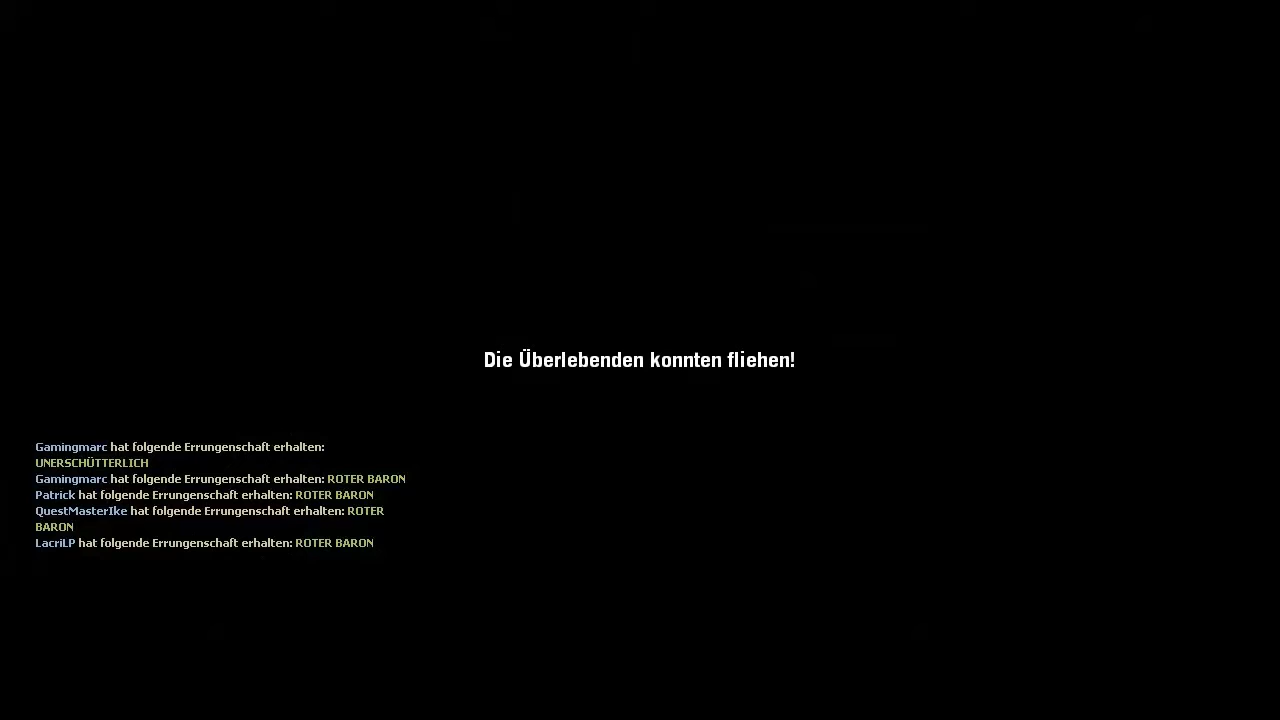 Die Überlebenden konnten fliehen!
Gamingmarc hat folgende Errungenschaft erhalten:
UNERSCHÜTTERLICH
Gamingmarc hat folgende Errungenschaft erhalten: ROTER BARON
Patrick hat folgende Errungenschaft erhalten: ROTER BARON
QuestMasterIke hat folgende Errungenschaft erhalten: ROTER
BARON
LacriLP hat folgende Errungenschaft erhalten: ROTER BARON